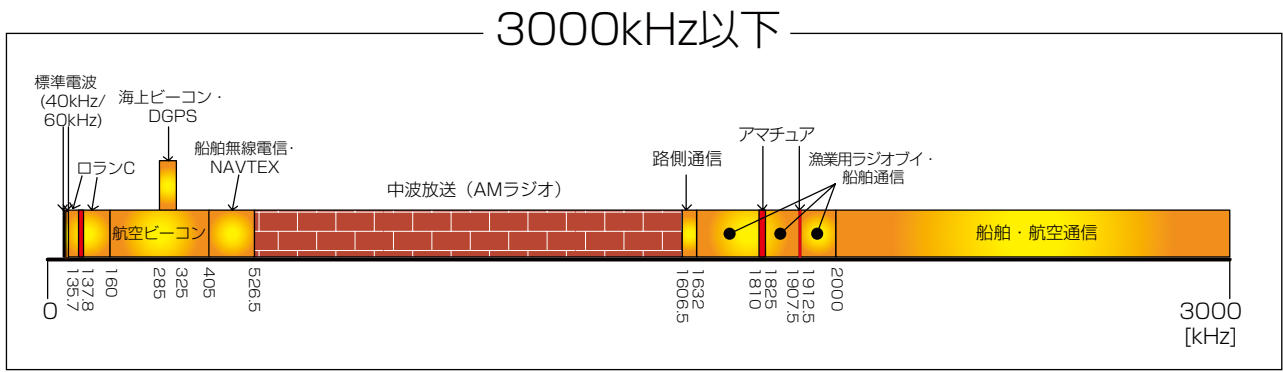 3000kHz以下
標準電波
(40kHz/
60kHz)
海上ビーコン・
DGPS
ロランC
船舶無線電信・
NAVTEX
中波放送（AMラジオ）
路側通信
アマチュア
漁業用ラジオブイ・
船舶通信
航空ビーコン
船舶・航空通信
0
135.7
137.8
160
285
325
405
526.5
1606.5
1632
1810
1825
1907.5
1912.5
2000
3000
[kHz]